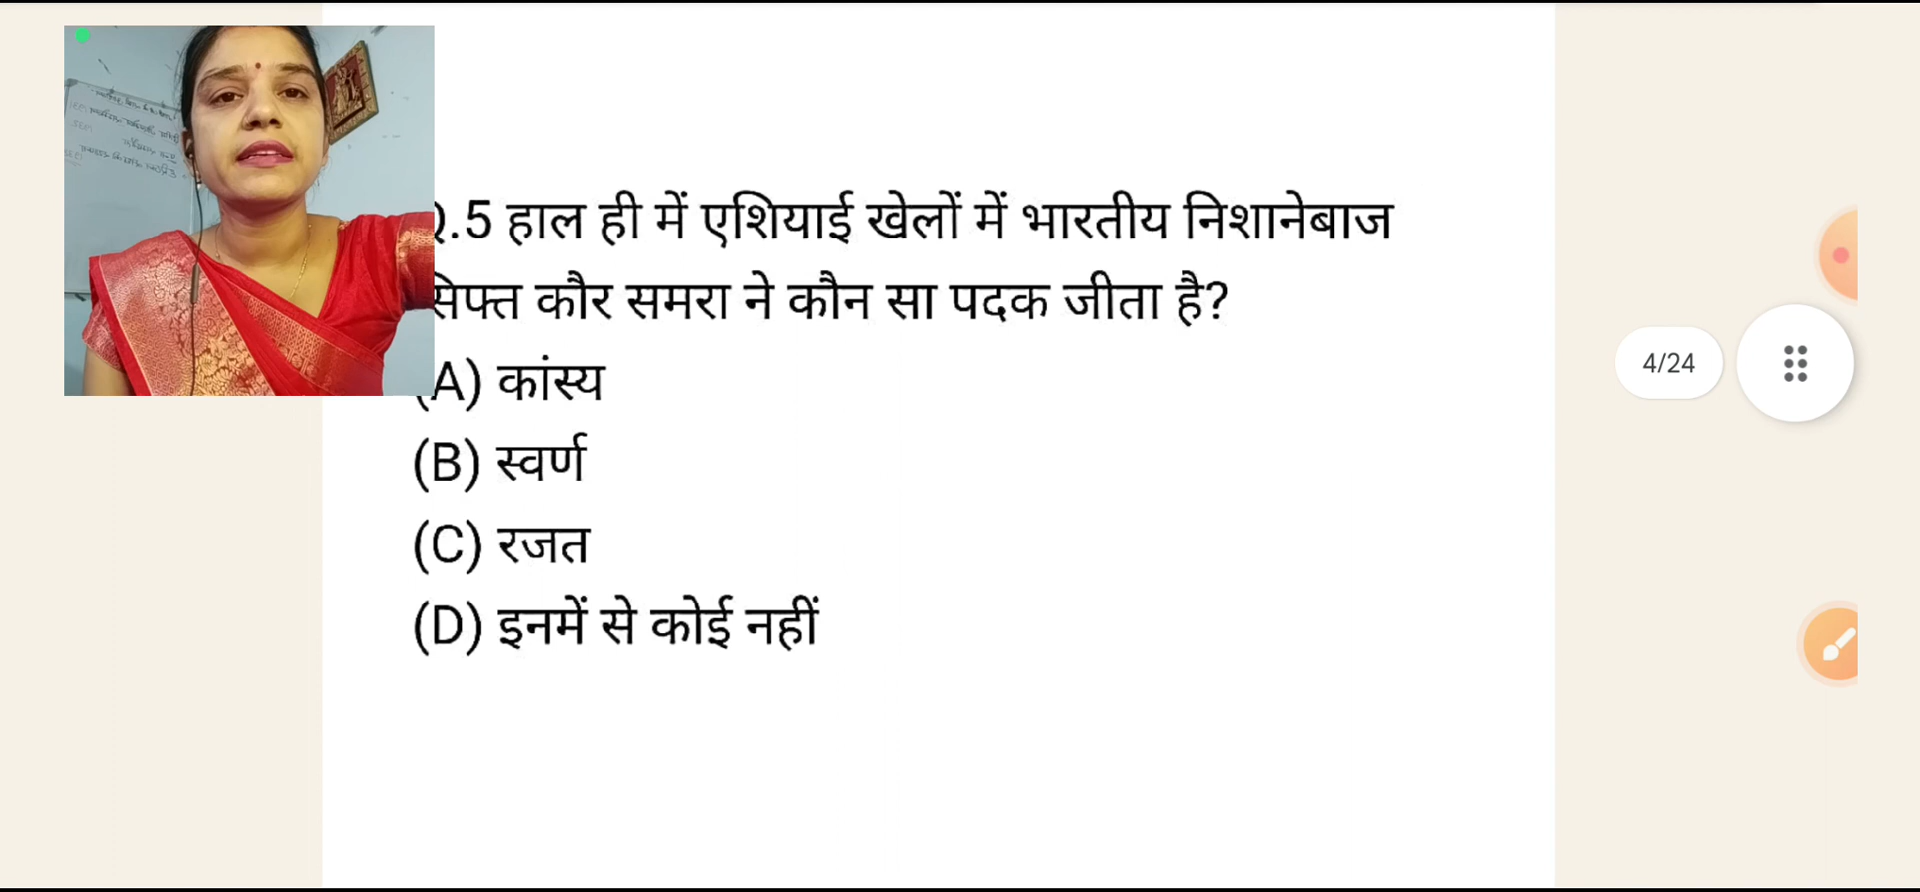 .5 हाल ही में एशियाई खेलों में भारतीय निशानेबाज
सिफ्त कौर समरा ने कौन सा पदक जीता है?
(A) कांस्य
(B) स्वर्ण
(C) रजत
(D) इनमें से कोई नहीं
4/24